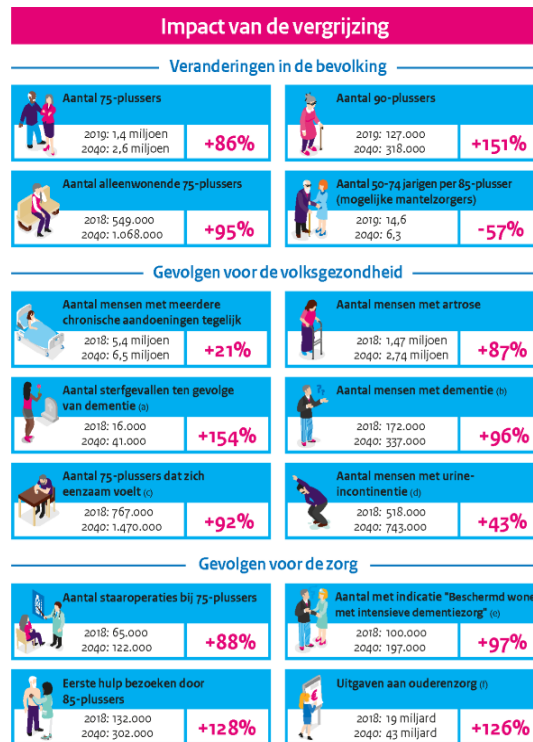 Impact van de vergrijzing
Veranderingen in de bevolking
Aantal 75-plussers
2019: 1,4 miljoen
2040: 2,6 miljoen
+86%
Aantal 90-plussers
2019: 127.000
2040: 318.000
+151%
Aantal alleenwonende 75-plussers
2018: 549.000
2040: 1.068.000
+95%
Aantal 50-74 jarigen per 85-plusser
(mogelijke mantelzorgers)
2019: 14,6
2040: 6,3
-57%
Gevolgen voor de volksgezondheid
Aantal mensen met meerdere
chronische aandoeningen tegelijk
2018: 5,4 miljoen
2040: 6,5 miljoen
+21%
Aantal mensen met artrose
2018: 1,47 miljoen
2040: 2,74 miljoen
+87%
Aantal sterfgevallen ten gevolge
van dementie (a)
2018: 16.000
2040: 41.000
+154%
Aantal mensen met dementie (b)
2018: 172.000
2040: 337.000
+96%
Aantal 75-plussers dat zich
eenzaam voelt (c)
2018: 767.000
2040: 1.470.000
+92%
Aantal mensen met urine-
incontinentie (d)
2018: 518.000
2040: 743.000
+43%
Gevolgen voor de zorg
Aantal staaroperaties bij 75-plussers
2018: 65.000
2040: 122.000
+88%
Aantal met indicatie "Beschermd wone
met intensieve dementiezorg" (e)
2018: 100.000
2040: 197.000
+97%
Eerste hulp bezoeken door
85-plussers
2018: 132.000
2040: 302.000
+128%
Uitgaven aan ouderenzorg (f)
2018: 19 miljard
2040: 43 miljard
+126%